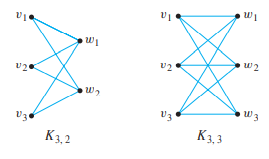 v₁ w₁ v₁ w₁
v₂ w₂ v₂ w₂
v₃ v₃ w₃
K₃,₂ K₃,₃